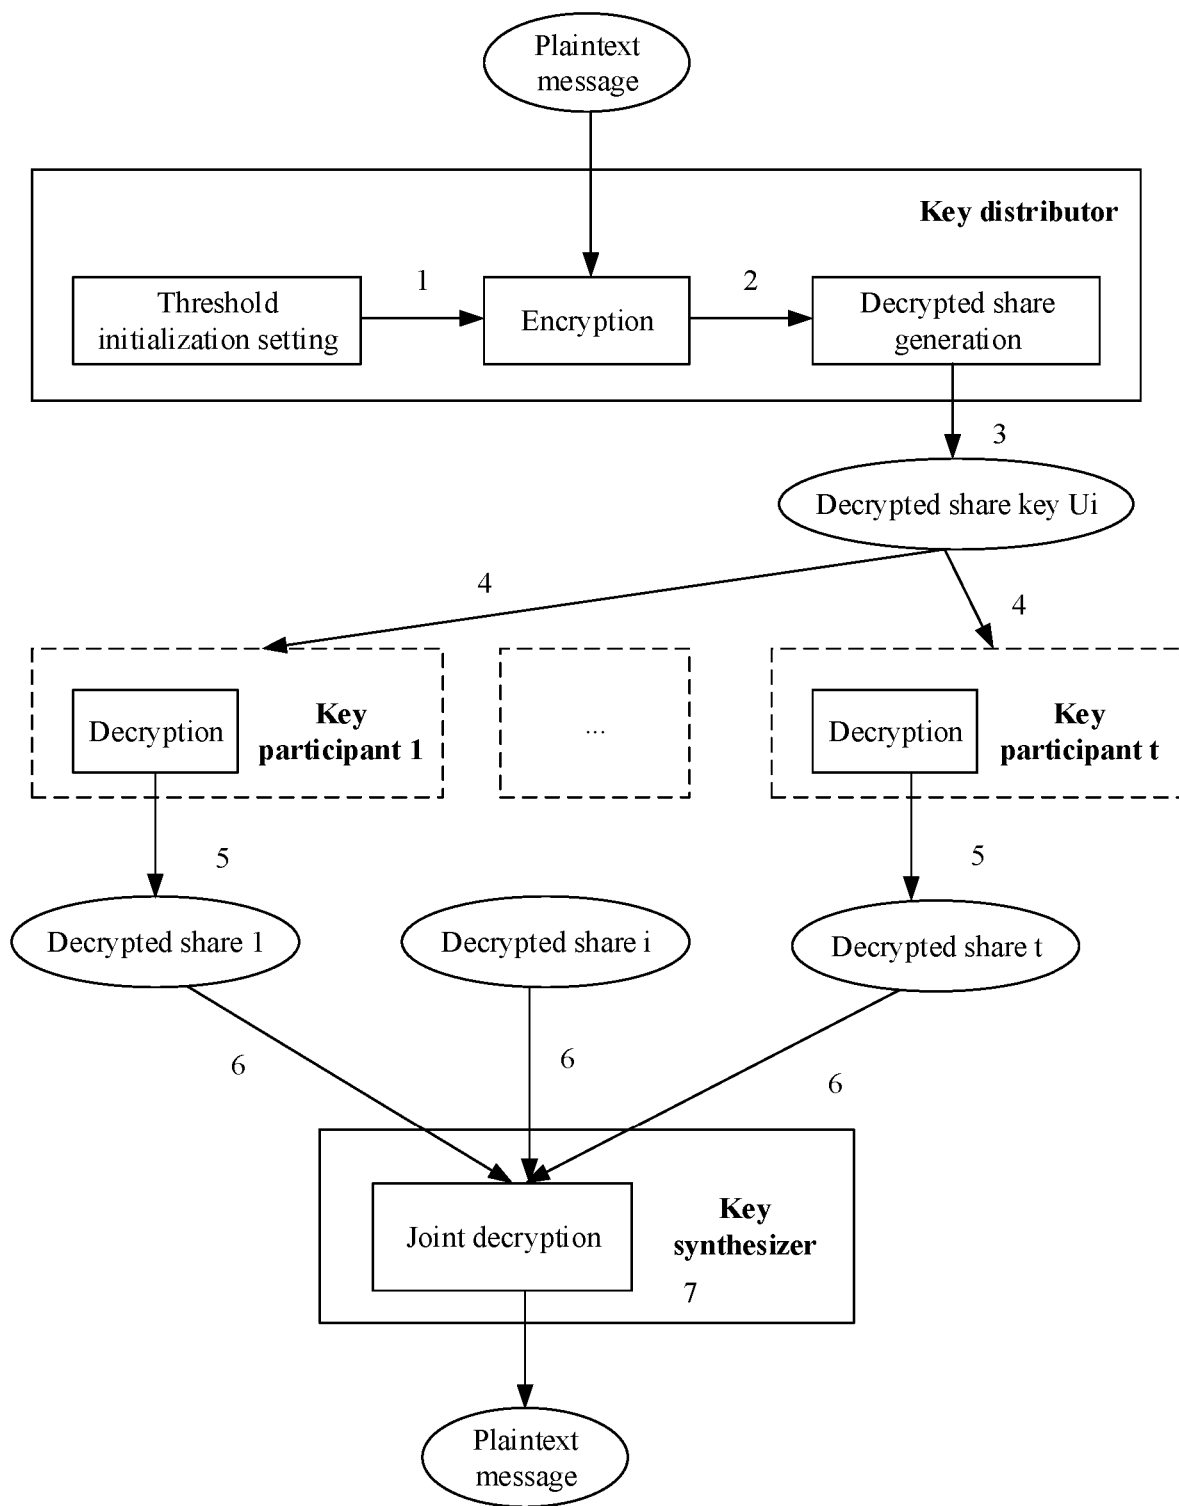 Plaintext
message
Key distributor
1
2
Threshold
initialization setting
Encryption
Decrypted share
generation
3
Decrypted share key Ui
4
4
Decryption
Key
participant 1
...
Decryption
Key
participant t
5
5
Decrypted share 1
Decrypted share i
Decrypted share t
6
6
6
Joint decryption
Key
synthesizer
7
Plaintext
message